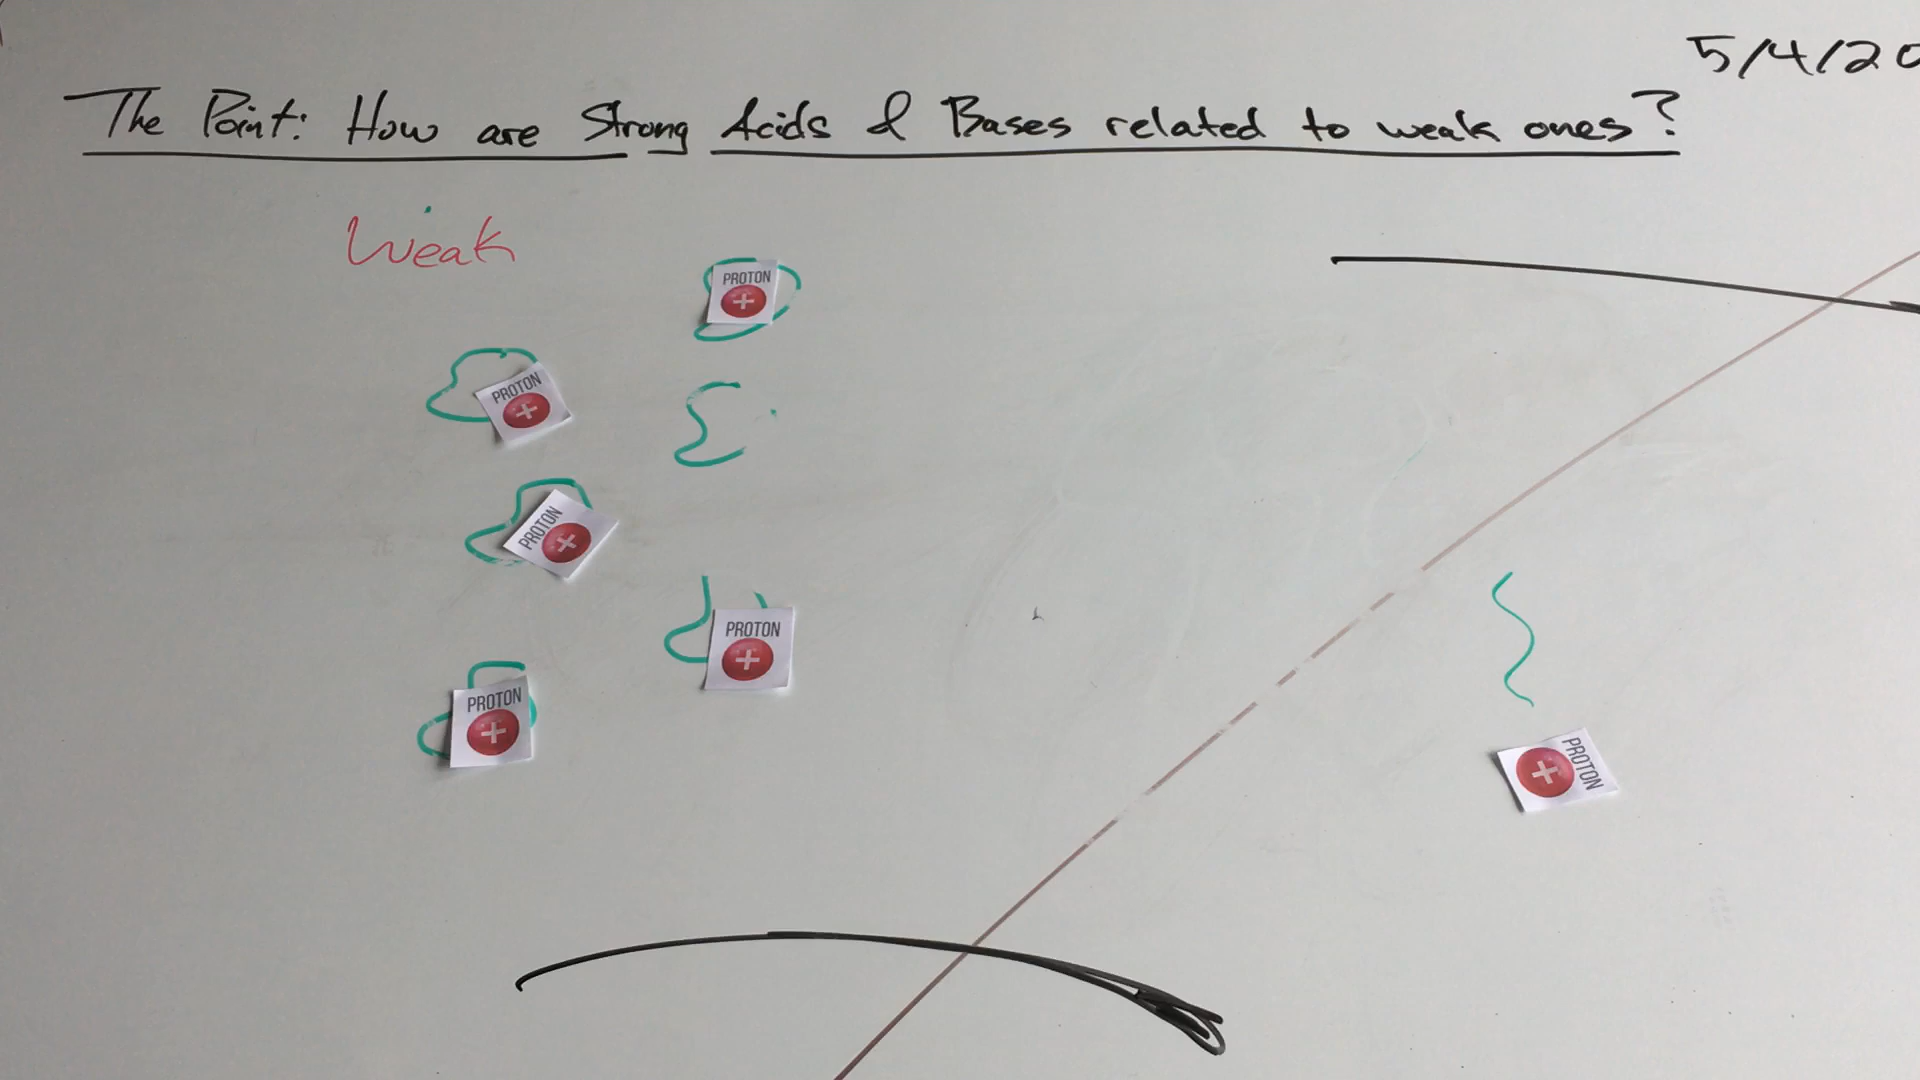 5/4/20
The Point: How are Strong Acids & Bases related to weak ones?
Weak
PROTON
PROTON
PROTON
PROTON
PROTON
PROTON